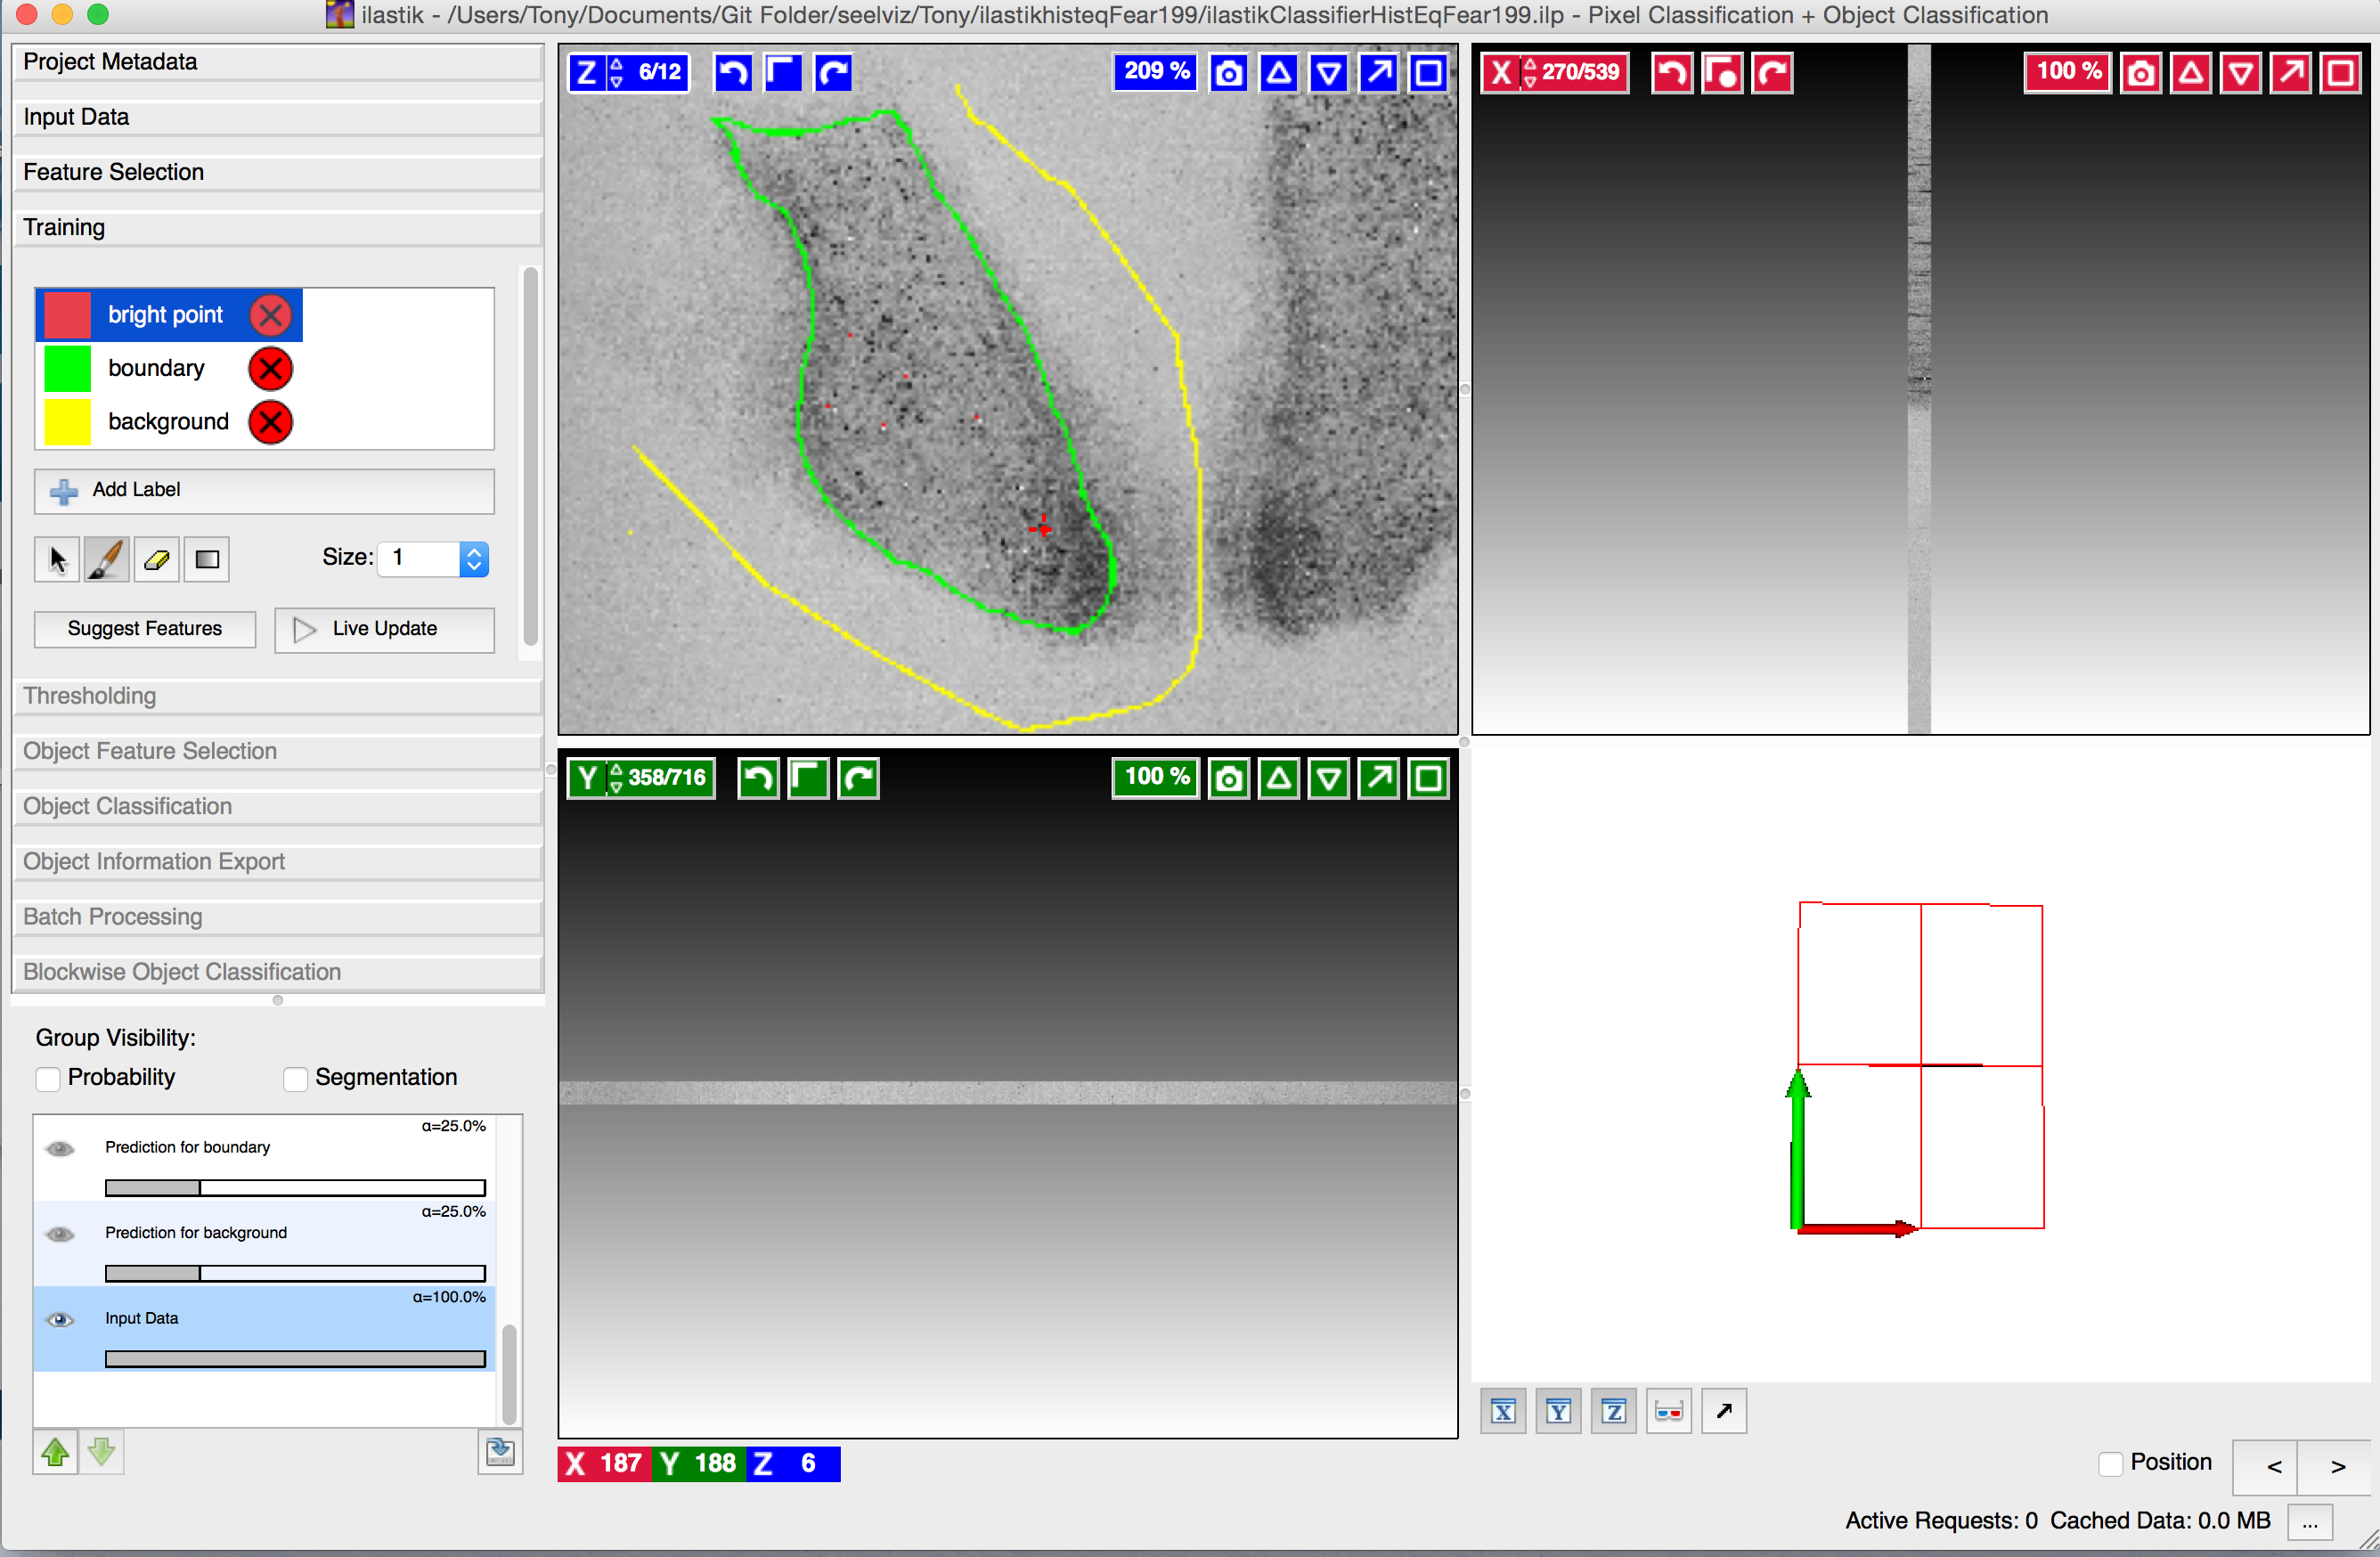 ilastik - /Users/Tony/Documents/Git Folder/seelviz/Tony/ilastikhisteqFear199/ilastikClassifierHistEqFear199.ilp - Pixel Classification + Object Classification
Project Metadata
Input Data
Feature Selection
Training
bright point
boundary
background
Add Label
Size: 1
Suggest Features
Live Update
Thresholding
Object Feature Selection
Object Classification
Object Information Export
Batch Processing
Blockwise Object Classification
Group Visibility:
Probability
Segmentation
α=25.0%
Prediction for boundary
α=25.0%
Prediction for background
α=100.0%
Input Data
Z 6/12
209 %
X 270/539
100 %
Y 358/716
100 %
X 187 Y 188 Z 6
X Y Z
Position
< >
Active Requests: 0 Cached Data: 0.0 MB ...